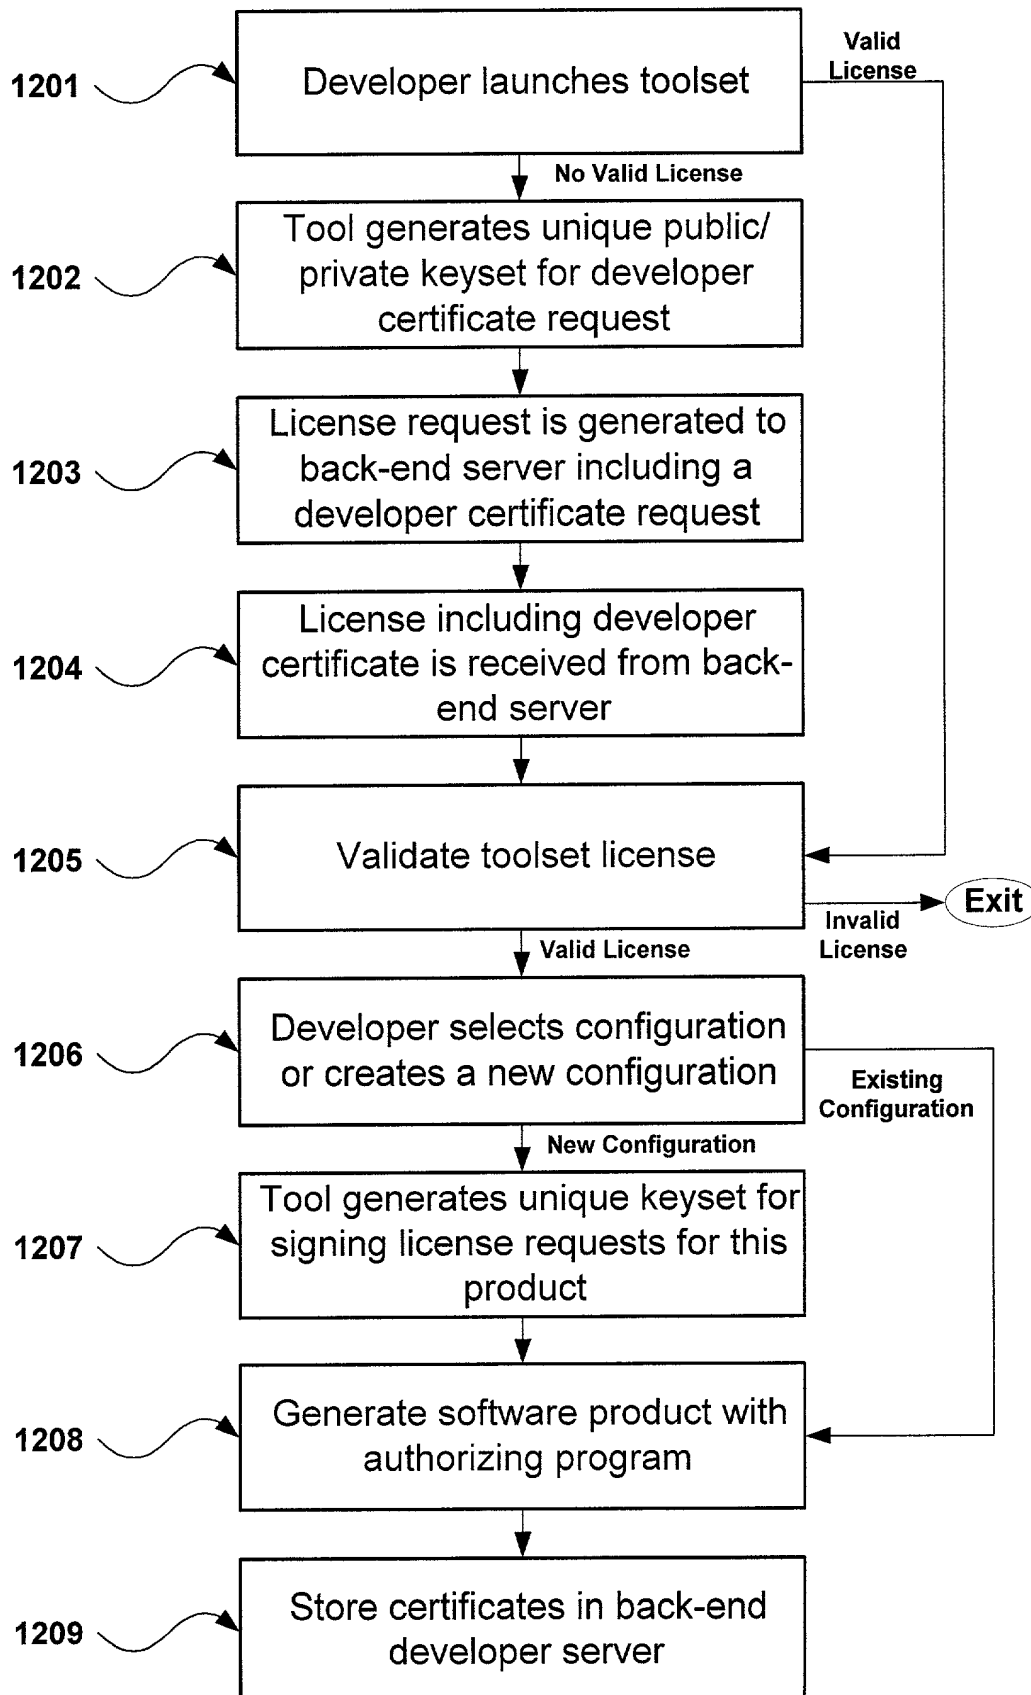 1201
Developer launches toolset
Valid
License
No Valid License
1202
Tool generates unique public/
private keyset for developer
certificate request
1203
License request is generated to
back-end server including a
developer certificate request
1204
License including developer
certificate is received from back-
end server
1205
Validate toolset license
Exit
Invalid
License
Valid License
1206
Developer selects configuration
or creates a new configuration
Existing
Configuration
New Configuration
1207
Tool generates unique keyset for
signing license requests for this
product
1208
Generate software product with
authorizing program
1209
Store certificates in back-end
developer server